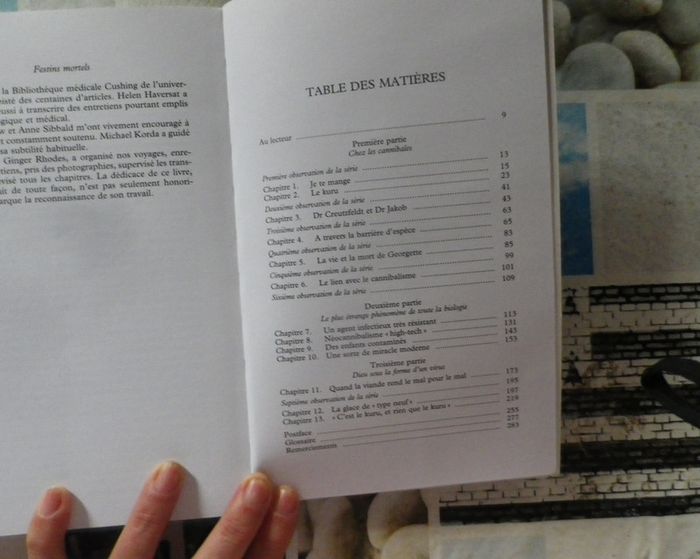 Festins mortels
la Bibliothèque médicale Cushing de l'univer-
des centaines d'articles. Helen Haversat a
ussi à transcrire des entretiens pourtant emplis
gique et médical.
w et Anne Sibbald m'ont vivement encouragé à
t constamment soutenu. Michael Korda a guidé
sa subtilité habituelle.
Ginger Rhodes, a organisé nos voyages, enre-
tiens, pris des photographies, supervisé les trans-
visé tous les chapitres. La dédicace de ce livre,
it de toute façon, n'est pas seulement honori-
arque la reconnaissance de son travail.
TABLE DES MATIÈRES
Au lecteur 9
Première partie
Chez les cannibales
Première observation de la série 13
Chapitre 1. Je te mange 15
Chapitre 2. Le kuru 23
Deuxième observation de la série 41
Chapitre 3. Dr Creutzfeldt et Dr Jakob 43
Troisième observation de la série 63
Chapitre 4. A travers la barrière d'espèce 65
Quatrième observation de la série 83
Chapitre 5. La vie et la mort de Georgette 85
Cinquième observation de la série 99
Chapitre 6. Le lien avec le cannibalisme 101
Sixième observation de la série 109
Deuxième partie
Le plus étrange phénomène de toute la biologie
Chapitre 7. Un agent infectieux très résistant 113
Chapitre 8. Néocannibalisme « high-tech » 131
Chapitre 9. Des enfants contaminés 143
Chapitre 10. Une sorte de miracle moderne 153
Troisième partie
Dieu sous la forme d'un virus
Chapitre 11. Quand la viande rend le mal pour le mal 173
Septième observation de la série 195
Chapitre 12. La glace de « type neuf » 197
Chapitre 13. « C'est le kuru, et rien que le kuru » 219
Postface 255
Glossaire 277
Remerciements 283